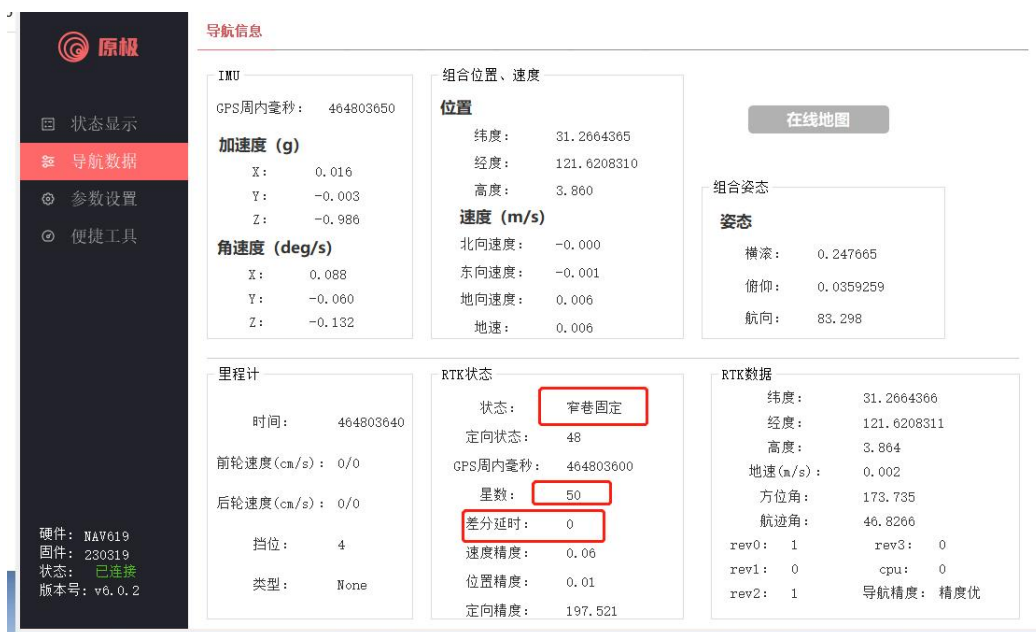 原极
状态显示
导航数据
参数设置
便捷工具
硬件: NAV619
固件: 230319
状态: 已连接
版本号: v6.0.2
导航信息
IMU
GPS周内毫秒: 464803650
加速度 (g)
X: 0.016
Y: -0.003
Z: -0.986
角速度 (deg/s)
X: 0.088
Y: -0.060
Z: -0.132
组合位置、速度
位置
纬度: 31.2664365
经度: 121.6208310
高度: 3.860
速度 (m/s)
北向速度: -0.000
东向速度: -0.001
地向速度: 0.006
地速: 0.006
在线地图
组合姿态
姿态
横滚: 0.247665
俯仰: 0.0359259
航向: 83.298
里程计
时间: 464803640
前轮速度(cm/s): 0/0
后轮速度(cm/s): 0/0
挡位: 4
类型: None
RTK状态
状态: 窄巷固定
定向状态: 48
GPS周内毫秒: 464803600
星数: 50
差分延时: 0
速度精度: 0.06
位置精度: 0.01
定向精度: 197.521
RTK数据
纬度: 31.2664366
经度: 121.6208311
高度: 3.864
地速(m/s): 0.002
方位角: 173.735
航迹角: 46.8266
rev0: 1 rev3: 0
rev1: 0 cpu: 0
rev2: 1 导航精度: 精度优